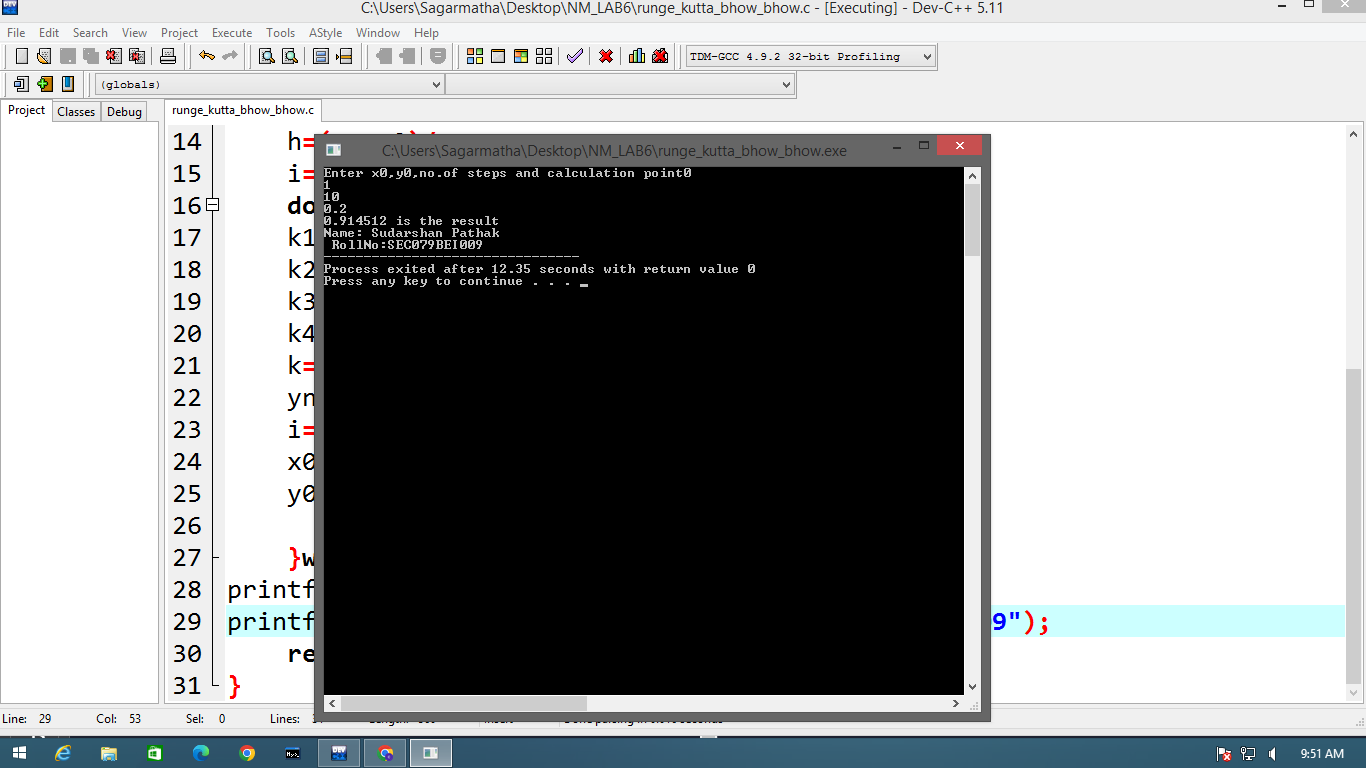 C:\Users\Sagarmatha\Desktop\NM_LAB6\runge_kutta_bhow_bhow.c - [Executing] - Dev-C++ 5.11
File Edit Search View Project Execute Tools AStyle Window Help
TDM-GCC 4.9.2 32-bit Profiling
(globals)
Project Classes Debug
runge_kutta_bhow_bhow.c
14 h=
15 i=
16 do
17 k1
18 k2
19 k3
20 k4
21 k=
22 yn
23 i=
24 x0
25 y0
26
27 }w
28 printf
29 printf 9");
30 re
31 }
C:\Users\Sagarmatha\Desktop\NM_LAB6\runge_kutta_bhow_bhow.exe
Enter x0,y0,no.of steps and calculation point0
1
10
0.2
0.914512 is the result
Name: Sudarshan Pathak
RollNo:SEC079BEI009
--------------------------------
Process exited after 12.35 seconds with return value 0
Press any key to continue . . .
Line: 29 Col: 53 Sel: 0 Lines:
9:51 AM